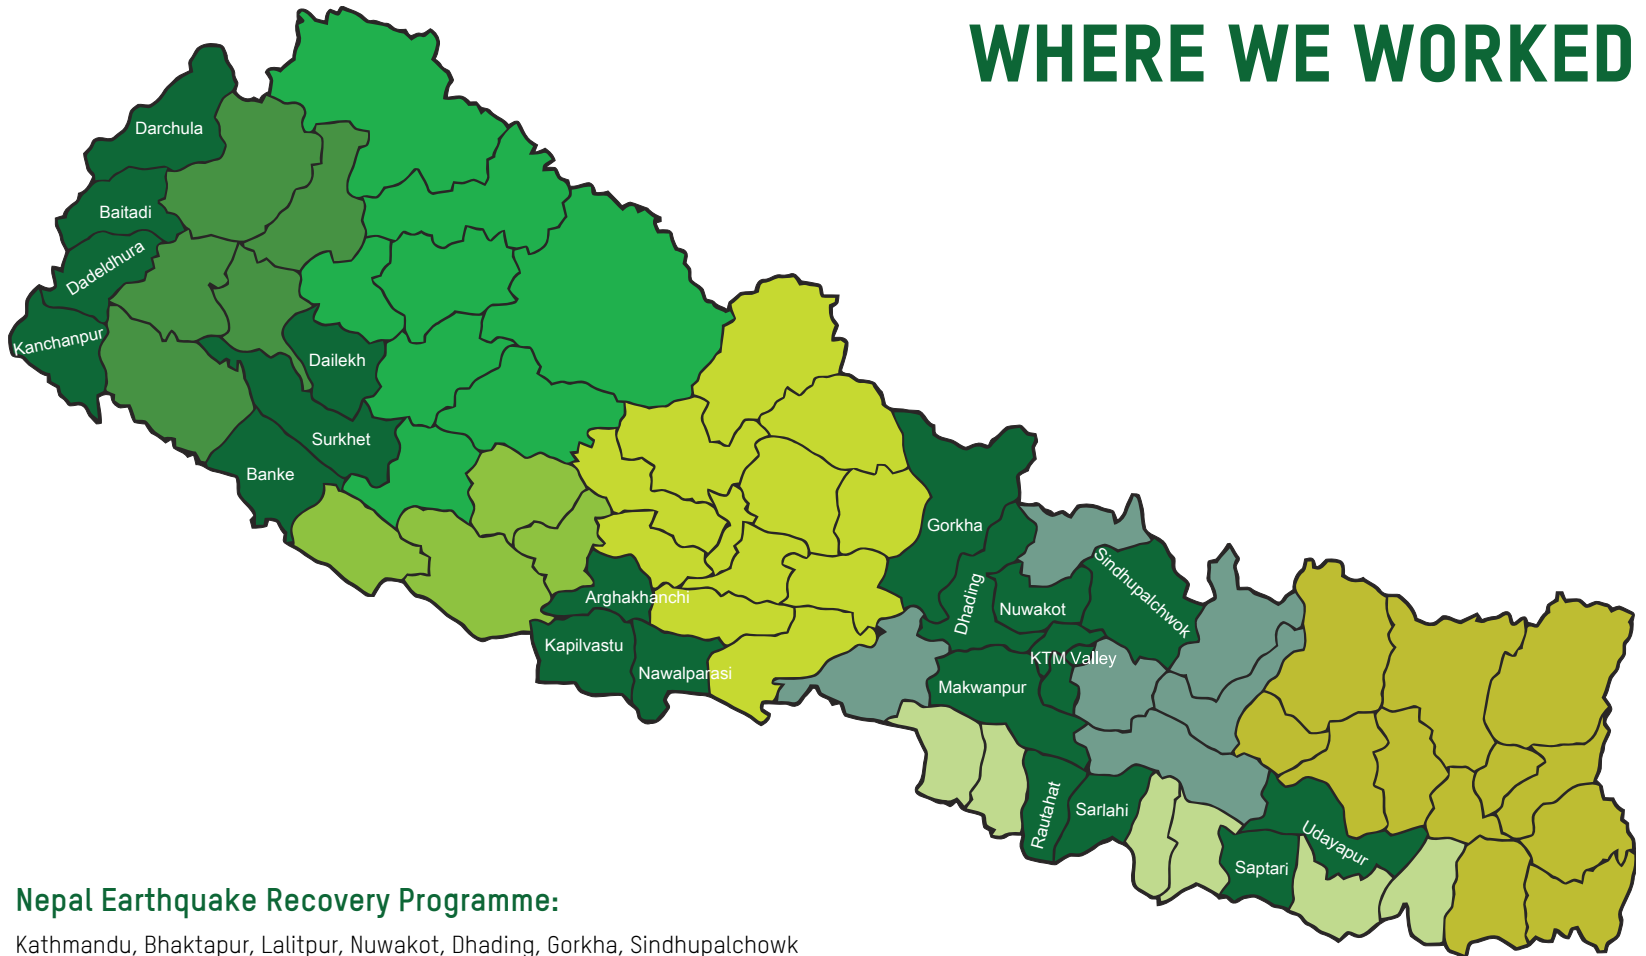 WHERE WE WORKED
Darchula
Baitadi
Dadeldhura
Kanchanpur
Dailekh
Surkhet
Banke
Gorkha
Sindhupalchwok
Dhading
Nuwakot
Arghakhanchi
Kapilvastu
Nawalparasi
KTM Valley
Makwanpur
Rautahat
Sarlahi
Udayapur
Saptari
Nepal Earthquake Recovery Programme:
Kathmandu, Bhaktapur, Lalitpur, Nuwakot, Dhading, Gorkha, Sindhupalchowk